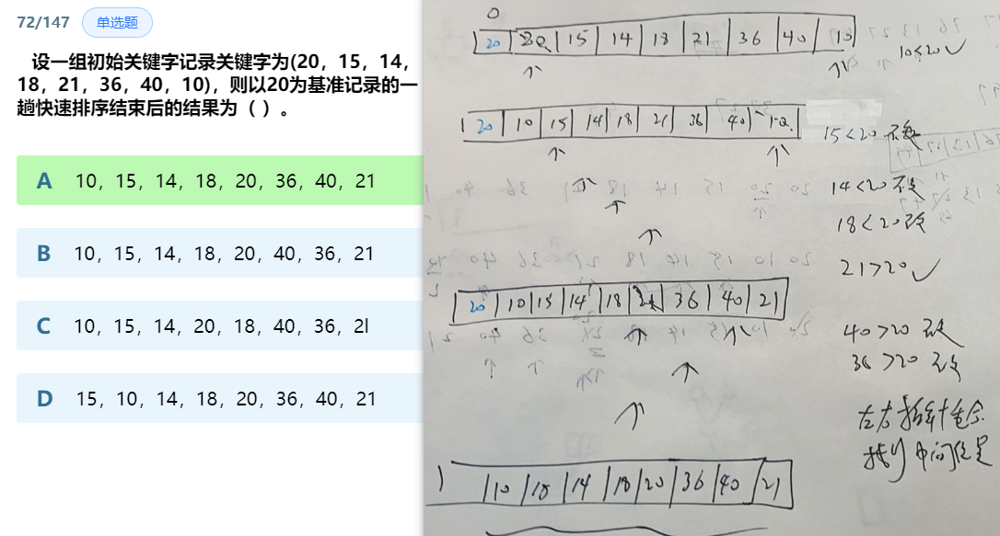 72/147 单选题
设一组初始关键字记录关键字为(20，15，14，
18，21，36，40，10)，则以20为基准记录的一
趟快速排序结束后的结果为（ ）。
A 10，15，14，18，20，36，40，21
B 10，15，14，18，20，40，36，21
C 10，15，14，20，18，40，36，2l
D 15，10，14，18，20，36，40，21
0
20 20 15 14 18 21 36 40 10
10≤20✓
20 10 15 14 18 21 36 40
15<20 不变
14<20 不变
18<20 不变
21>20 ✓
20 10 15 14 18 21 36 40 21
40>20 不变
36>20 不变
左右指针重合
找到中间位置
10 18 14 18 20 36 40 21